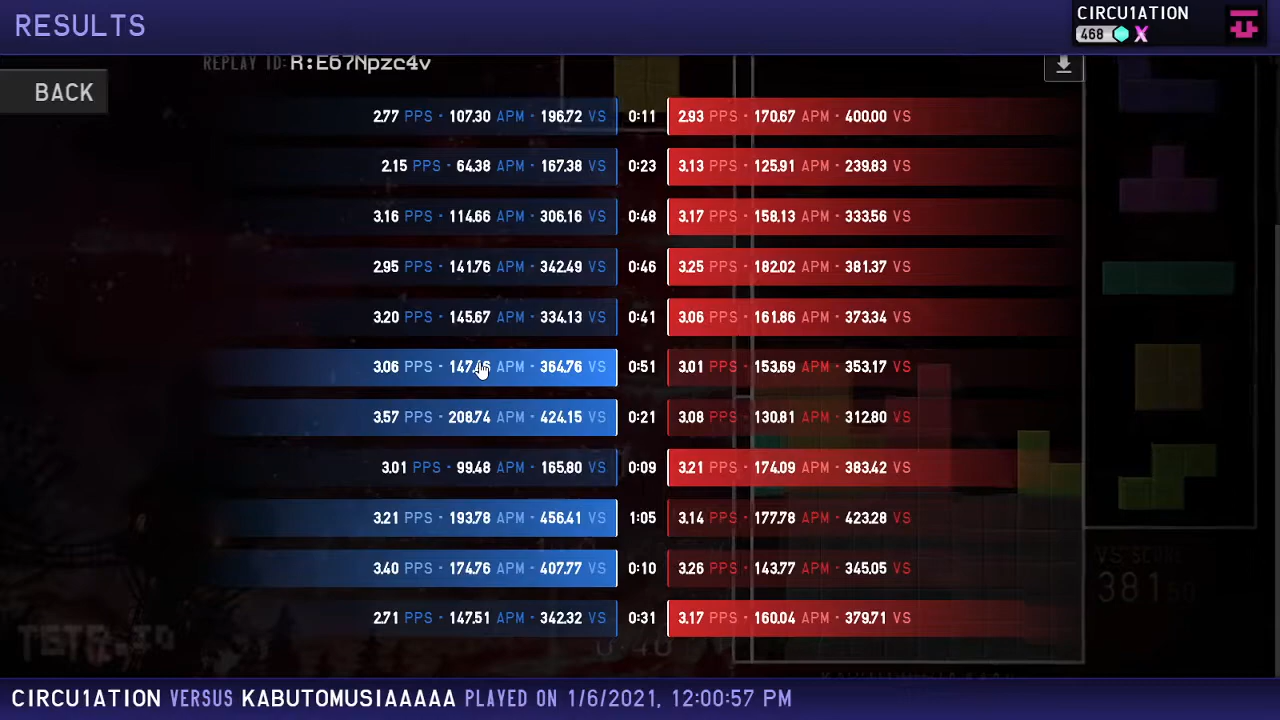 RESULTS
CIRCU1ATION
468 X
BACK
REPLAY ID: R:E67Npzc4v
2.77 PPS - 107.30 APM - 196.72 VS 0:11 2.93 PPS - 170.67 APM - 400.00 VS
2.15 PPS - 64.38 APM - 167.38 VS 0:23 3.13 PPS - 125.91 APM - 239.83 VS
3.16 PPS - 114.66 APM - 306.16 VS 0:48 3.17 PPS - 158.13 APM - 333.56 VS
2.95 PPS - 141.76 APM - 342.49 VS 0:46 3.25 PPS - 182.02 APM - 381.37 VS
3.20 PPS - 145.67 APM - 334.13 VS 0:41 3.06 PPS - 161.86 APM - 373.34 VS
3.06 PPS - APM - 364.76 VS 0:51 3.01 PPS - 153.69 APM - 353.17 VS
3.57 PPS - 208.74 APM - 424.15 VS 0:21 3.08 PPS - 130.81 APM - 312.80 VS
3.01 PPS - 99.48 APM - 165.80 VS 0:09 3.21 PPS - 174.09 APM - 383.42 VS
3.21 PPS - 193.78 APM - 456.41 VS 1:05 3.14 PPS - 177.78 APM - 423.28 VS
3.40 PPS - 174.76 APM - 407.77 VS 0:10 3.26 PPS - 143.77 APM - 345.05 VS
2.71 PPS - 147.51 APM - 342.32 VS 0:31 3.17 PPS - 160.04 APM - 379.71 VS
VS SCORE
381.50
TETR.IO
0:40
CIRCU1ATION VERSUS KABUTOMUSIAAAAA PLAYED ON 1/6/2021, 12:00:57 PM